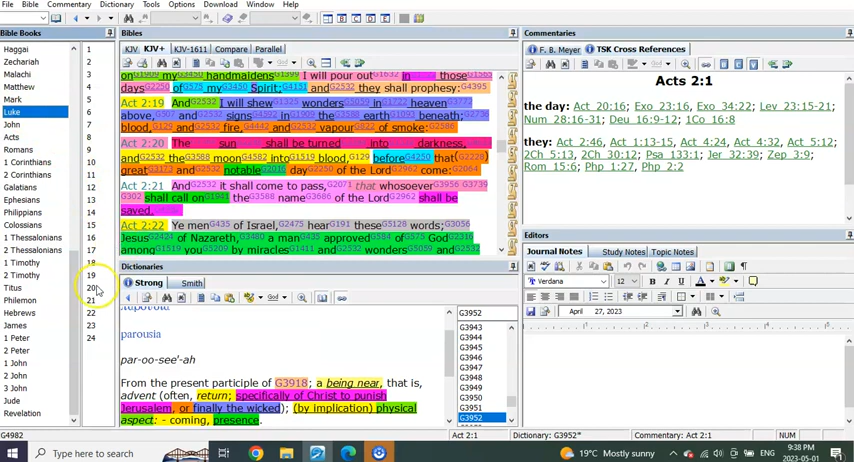 File Bible Commentary Dictionary Download Tools Options Download Window Help
Bible Books
Haggai
Zechariah
Malachi
Matthew
Mark
Luke
John
Acts
Romans
1 Corinthians
2 Corinthians
Galatians
Ephesians
Philippians
Colossians
1 Thessalonians
2 Thessalonians
1 Timothy
2 Timothy
Titus
Philemon
Hebrews
James
1 Peter
2 Peter
1 John
2 John
3 John
Jude
Revelation
1
2
3
4
5
6
7
8
9
10
11
12
13
14
15
16
17
18
19
20
21
22
23
24
Bibles
KJV KJV+ KJV-1611 Compare Parallel
on G1909 my G3450 handmaidens G1399 I will pour out G1632 in those
days G2250 of G575 my Spirit; G4151 and G2532 they shall prophesy: G4395
Act 2:19 And G2532 I will shew wonders G5059 in G1722 heaven G3772
above, G507 and signs G4592 in the earth beneath;
blood, G129 and G2532 fire, G4442 and G2532 vapour G822 of smoke:
Act 2:20 The sun shall be turned into darkness,
and the G3588 moon G4582 into G1519 blood, G129 before G4250 that( G2228 )
great G3173 and G2532 notable G2016 day of the Lord come: G2064
Act 2:21 And G2532 it shall come to pass, G2071 that whosoever G3956 G3739
G302 shall call on the G3588 name G3686 of the Lord shall be
saved.
Act 2:22 Ye men G435 of Israel, G2475 hear G191 these G5128 words; G3056
Jesus G2424 of Nazareth, G3480 a man G435 approved of G575 God G2316
among G1519 you G5209 by miracles G1411 and G2532 wonders G5059 and G2532
Dictionaries
Strong Smith
parousia
par-oo-see'-ah
From the present participle of G3918; a being near, that is,
advent (often, return; specifically of Christ to punish
Jerusalem, or finally the wicked); (by implication) physical
aspect: - coming, presence.
G3952
G3943
G3944
G3945
G3946
G3947
G3948
G3949
G3950
G3951
G3952
Commentaries
F. B. Meyer TSK Cross References
Acts 2:1
the day: Act 20:16; Exo 23:16, Exo 34:22; Lev 23:15-21;
Num 28:16-31; Deu 16:9-12; 1Co 16:8
they: Act 2:46, Act 1:13-15, Act 4:24, Act 4:32, Act 5:12;
2Ch 5:13, 2Ch 30:12; Psa 133:1; Jer 32:39; Zep 3:9;
Rom 15:6; Php 1:27, Php 2:2
Editors
Journal Notes Study Notes Topic Notes
Verdana 12
April 27, 2023
G4982 Act 2:1 Dictionary: G3952* Commentary: Act 2:1 NUM
Type here to search 19°C Mostly sunny ENG 9:38 PM 2023-05-01